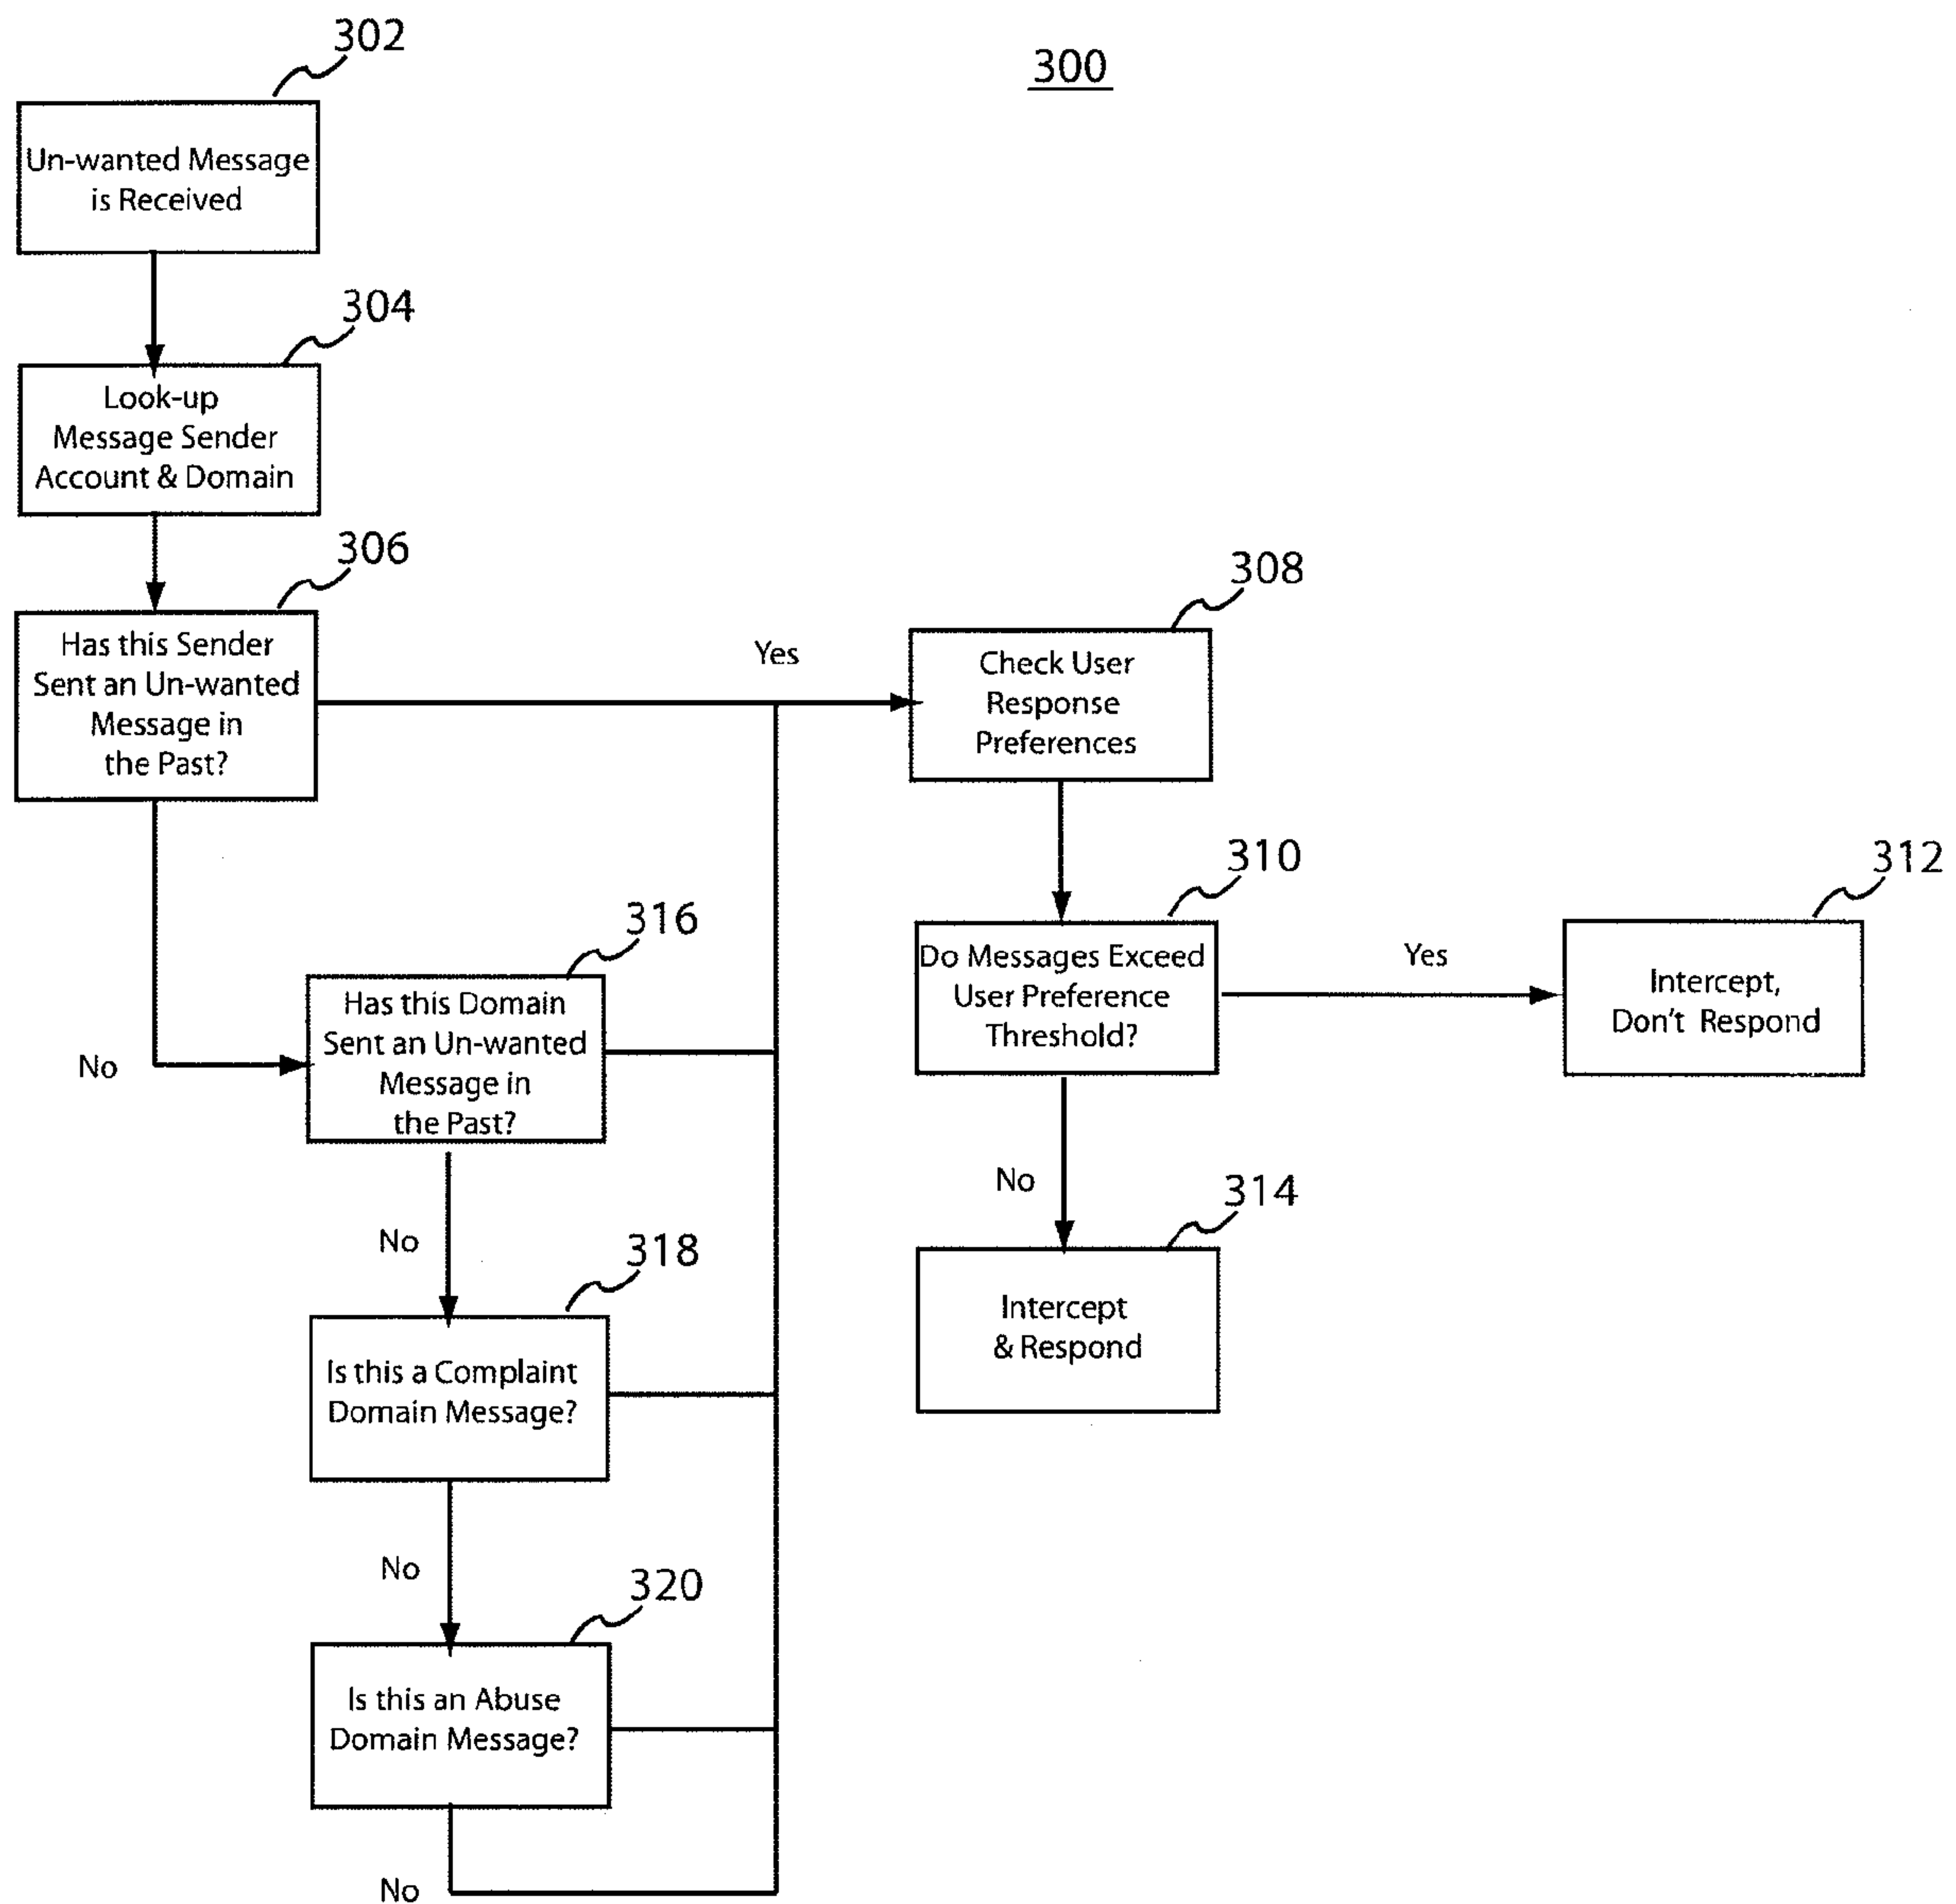 302
300
Un-wanted Message
is Received
304
Look-up
Message Sender
Account & Domain
306
Has this Sender
Sent an Un-wanted
Message in
the Past?
Yes
308
Check User
Response
Preferences
310
Do Messages Exceed
User Preference
Threshold?
Yes
312
Intercept,
Don't Respond
No
314
Intercept
& Respond
No
316
Has this Domain
Sent an Un-wanted
Message in
the Past?
No
318
Is this a Complaint
Domain Message?
No
320
Is this an Abuse
Domain Message?
No